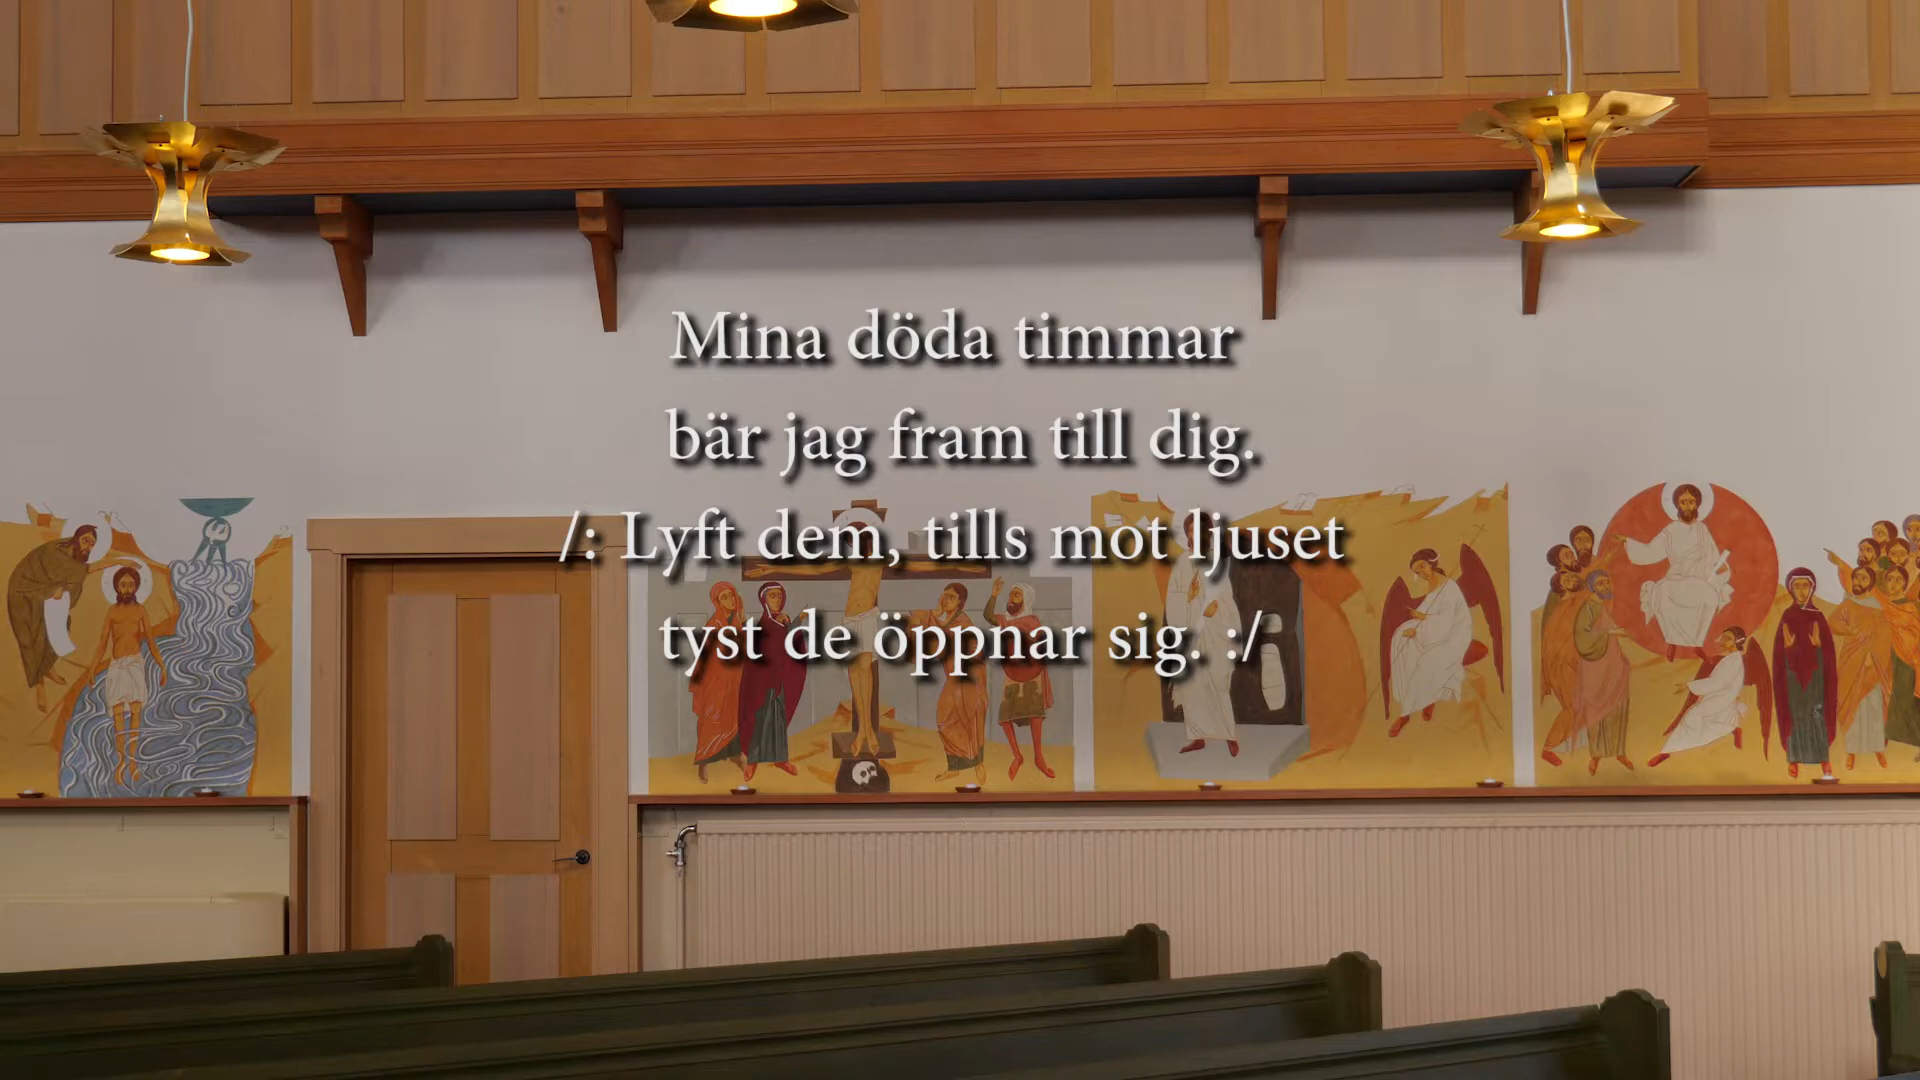 Mina döda timmar
bär jag fram till dig.
/: Lyft dem, tills mot ljuset
tyst de öppnar sig. :/